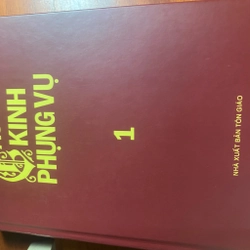 KINH
PHỤNG VỤ
1
NHÀ XUẤT BẢN TÔN GIÁO